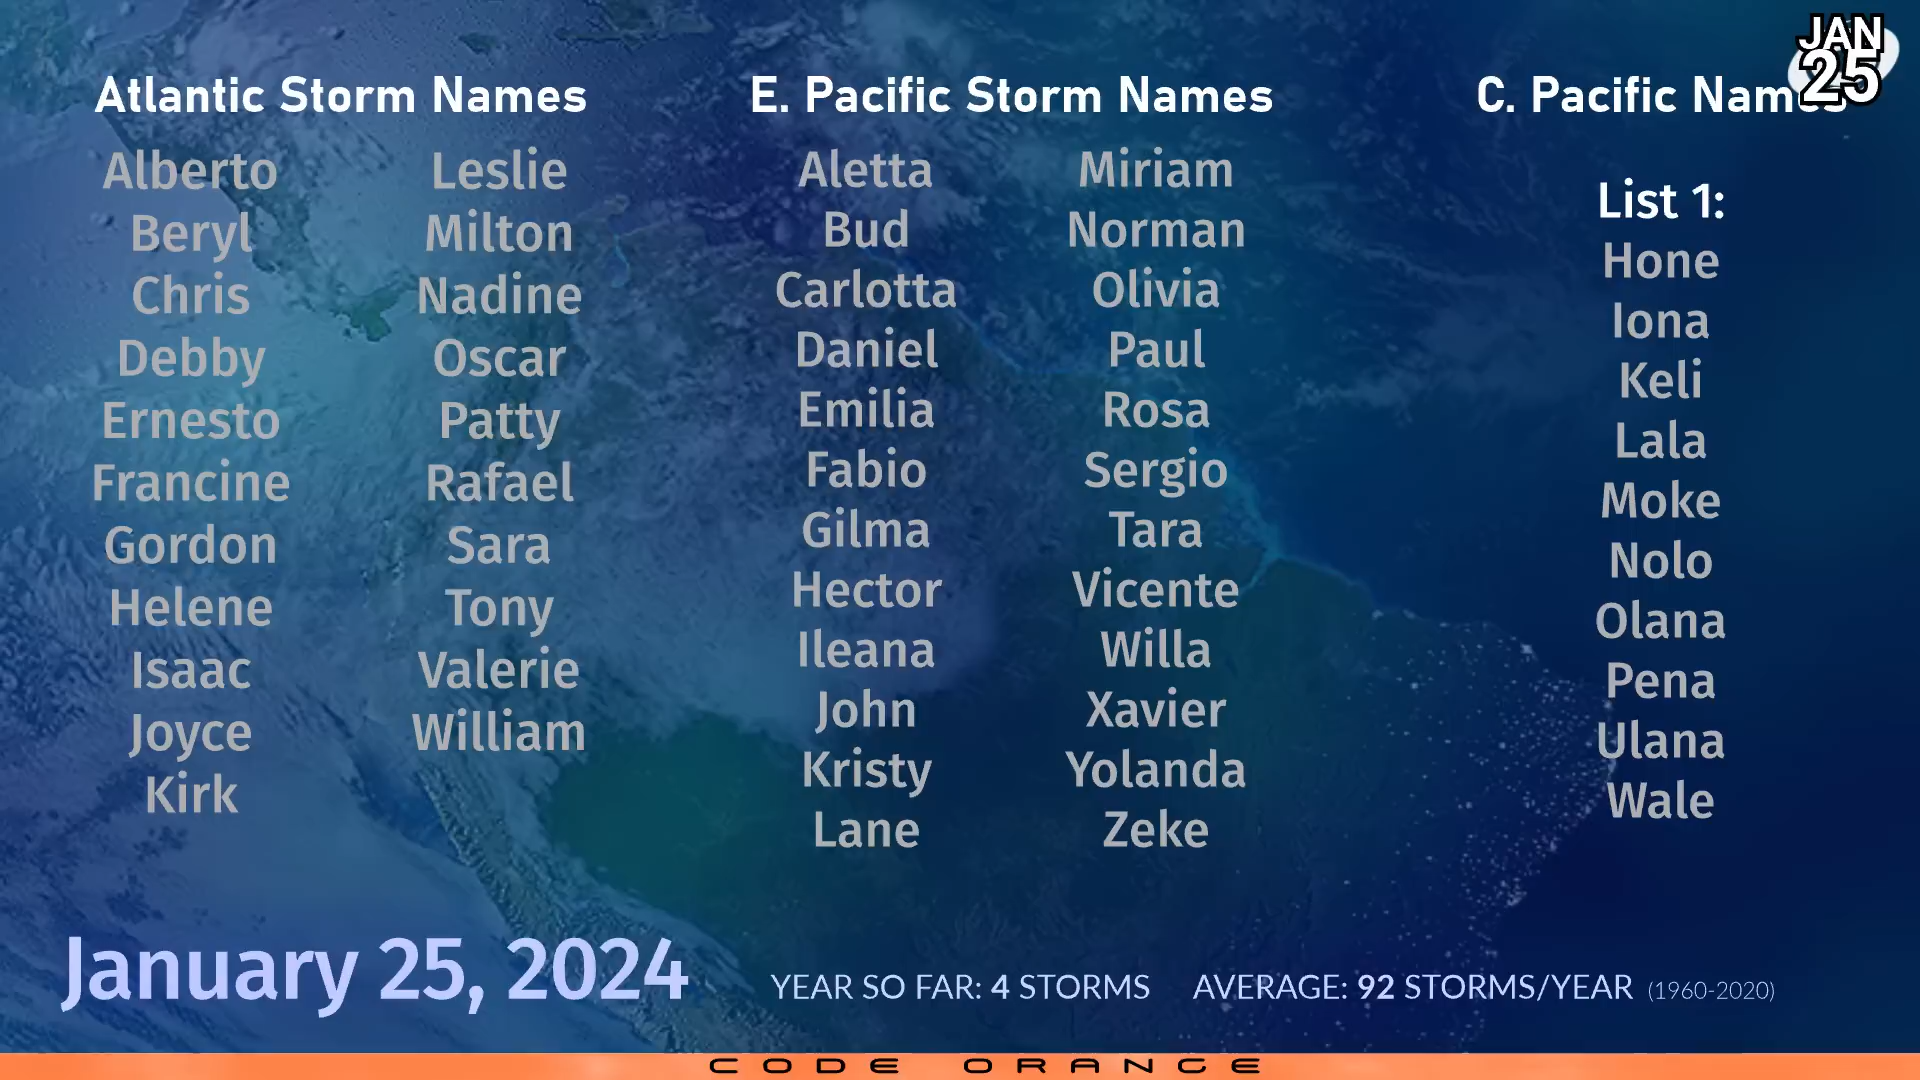 JAN
25
Atlantic Storm Names
Alberto
Beryl
Chris
Debby
Ernesto
Francine
Gordon
Helene
Isaac
Joyce
Kirk
Leslie
Milton
Nadine
Oscar
Patty
Rafael
Sara
Tony
Valerie
William
E. Pacific Storm Names
Aletta
Bud
Carlotta
Daniel
Emilia
Fabio
Gilma
Hector
Ileana
John
Kristy
Lane
Miriam
Norman
Olivia
Paul
Rosa
Sergio
Tara
Vicente
Willa
Xavier
Yolanda
Zeke
C. Pacific Names
List 1:
Hone
Iona
Keli
Lala
Moke
Nolo
Olana
Pena
Ulana
Wale
January 25, 2024
YEAR SO FAR: 4 STORMS
AVERAGE: 92 STORMS/YEAR (1960-2020)
CODE ORANGE